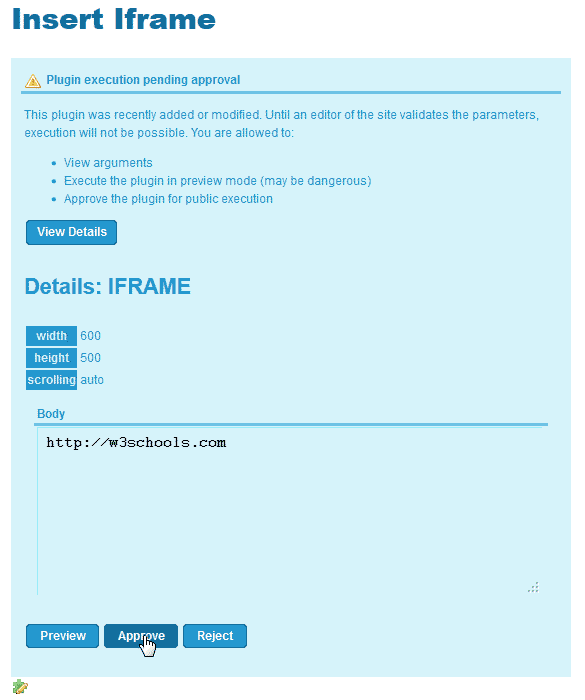 Insert Iframe
Plugin execution pending approval
This plugin was recently added or modified. Until an editor of the site validates the parameters,
execution will not be possible. You are allowed to:
• View arguments
• Execute the plugin in preview mode (may be dangerous)
• Approve the plugin for public execution
View Details
Details: IFRAME
width 600
height 500
scrolling auto
Body
http://w3schools.com
Preview Approve Reject